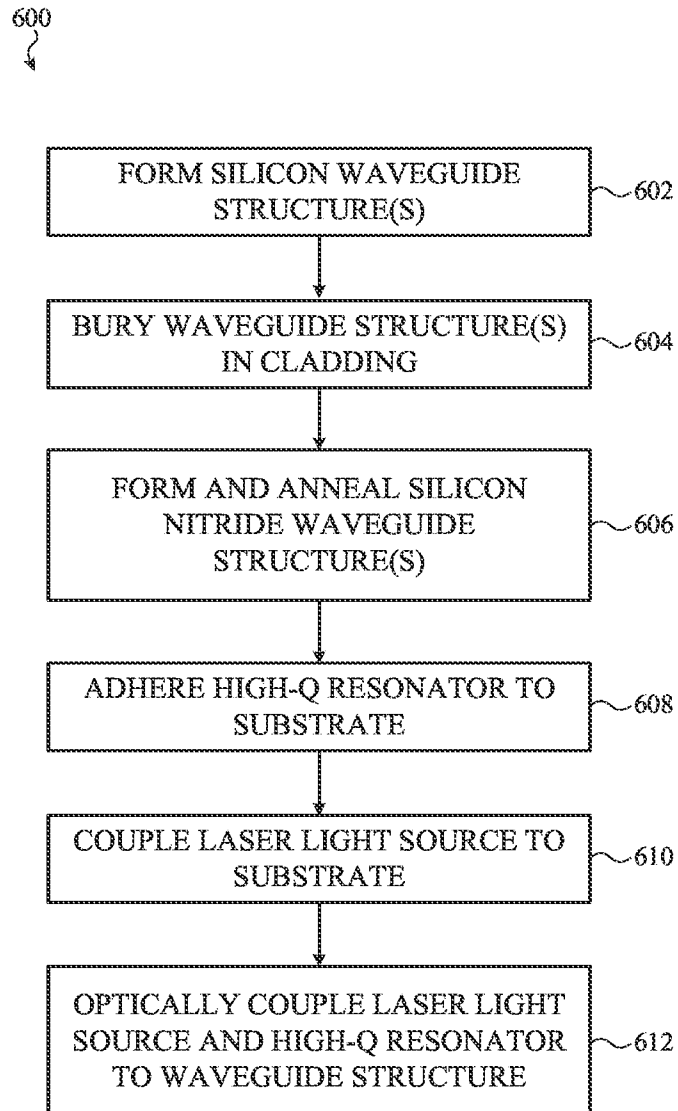 600
FORM SILICON WAVEGUIDE
STRUCTURE(S)
602
BURY WAVEGUIDE STRUCTURE(S)
IN CLADDING
604
FORM AND ANNEAL SILICON
NITRIDE WAVEGUIDE
STRUCTURE(S)
606
ADHERE HIGH-Q RESONATOR TO
SUBSTRATE
608
COUPLE LASER LIGHT SOURCE TO
SUBSTRATE
610
OPTICALLY COUPLE LASER LIGHT
SOURCE AND HIGH-Q RESONATOR
TO WAVEGUIDE STRUCTURE
612